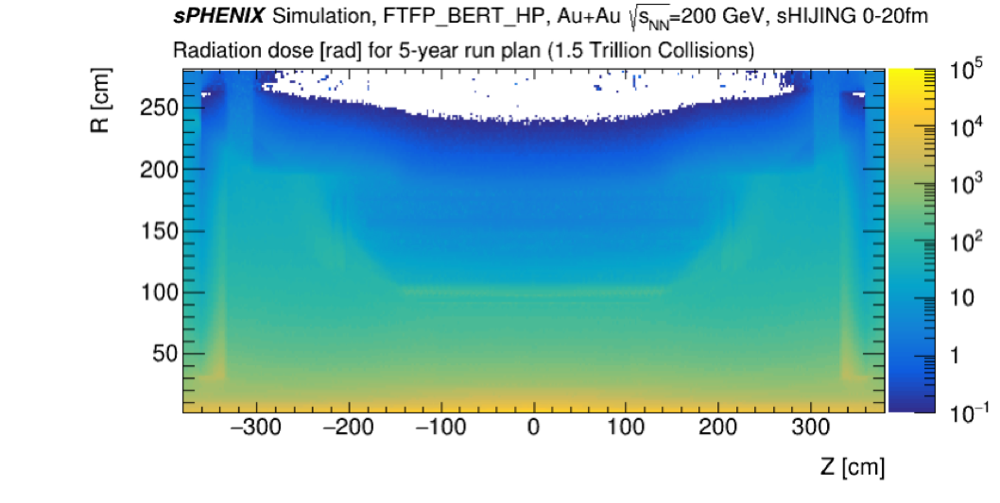 sPHENIX Simulation, FTFP_BERT_HP, Au+Au √sNN=200 GeV, sHIJING 0-20fm
Radiation dose [rad] for 5-year run plan (1.5 Trillion Collisions)
R [cm]
250
200
150
100
50
−300 −200 −100 0 100 200 300
Z [cm]
10^5
10^4
10^3
10^2
10
1
10^−1